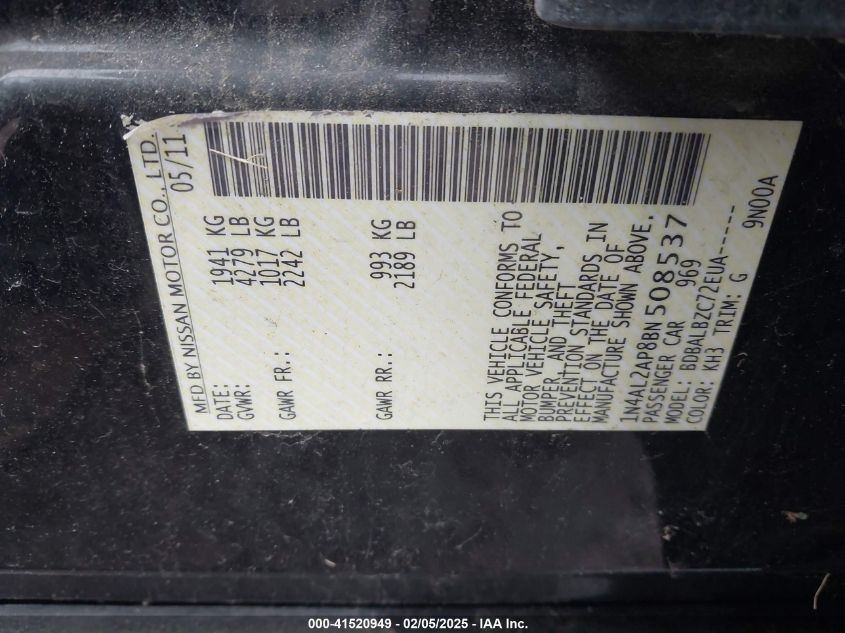 MFD BY NISSAN MOTOR CO., LTD.
DATE: 05/11
GVWR: 1941 KG
4279 LB
GAWR FR.: 1017 KG
2242 LB
GAWR RR.: 993 KG
2189 LB
THIS VEHICLE CONFORMS TO
ALL APPLICABLE FEDERAL
MOTOR VEHICLE SAFETY,
BUMPER, AND THEFT
PREVENTION STANDARDS IN
EFFECT ON THE DATE OF
MANUFACTURE SHOWN ABOVE.
1N4AL2AP8BN508537
PASSENGER CAR 969
MODEL: BDBALBZC72EUA------
COLOR: KH3 TRIM: G 9N00A
000-41520949 - 02/05/2025 - IAA Inc.